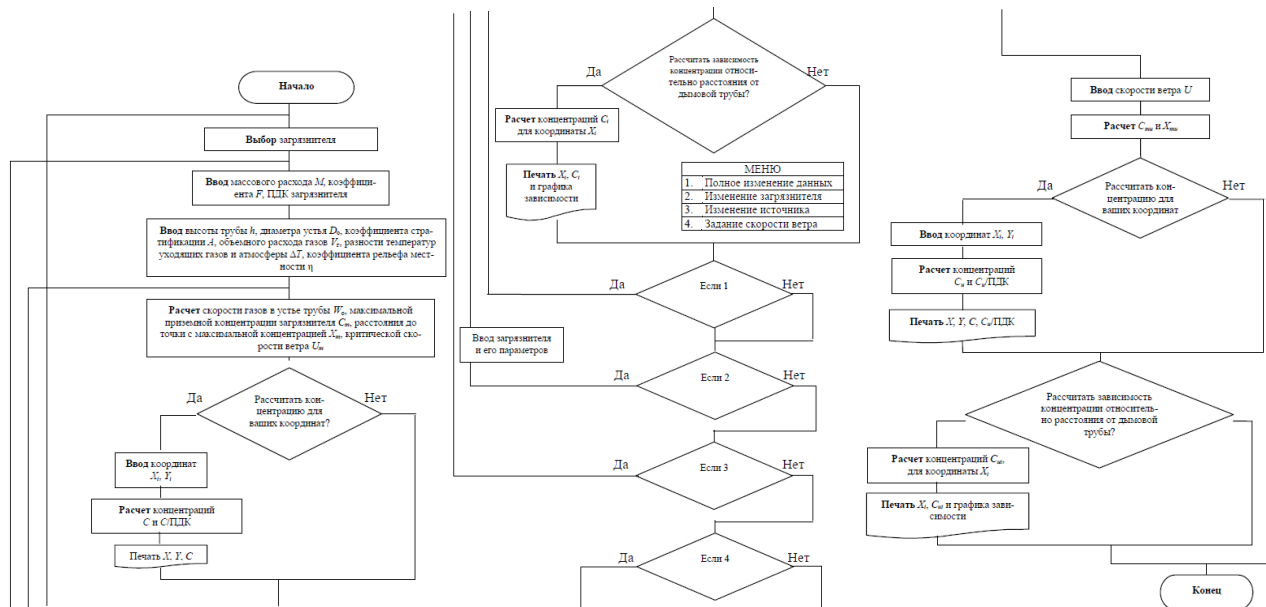 Начало
Выбор загрязнителя
Ввод массового расхода M, коэффици-
ента F, ПДК загрязнителя
Ввод высоты трубы h, диаметра устья D₀, коэффициента стра-
тификации A, объемного расхода газов Vг, разности температур
уходящих газов и атмосферы ΔT, коэффициента рельефа мест-
ности η
Расчет скорости газов в устье трубы Wо, максимальной
приземной концентрации загрязнителя Cm, расстояния до
точки с максимальной концентрацией Xm, критической ско-
рости ветра Um
Да
Нет
Рассчитать кон-
центрацию для
ваших координат?
Ввод координат
Xi, Yi
Расчет концентраций
C и C/ПДК
Печать X, Y, C
Да
Нет
Рассчитать зависимость
концентрации относи-
тельно расстояния от
дымовой трубы?
Расчет концентраций Ci
для координаты Xi
Печать Xi, Ci
и графика
зависимости
МЕНЮ
1. Полное изменение данных
2. Изменение загрязнителя
3. Изменение источника
4. Задание скорости ветра
Да
Если 1
Нет
Ввод загрязнителя
и его параметров
Да
Если 2
Нет
Да
Если 3
Нет
Да
Если 4
Нет
Ввод скорости ветра U
Расчет Cmu и Xmu
Да
Нет
Рассчитать кон-
центрацию для
ваших координат
Ввод координат Xi, Yi
Расчет концентраций
Cu и Cu/ПДК
Печать X, Y, C, Cu/ПДК
Да
Нет
Рассчитать зависимость
концентрации относитель-
но расстояния от дымовой
трубы?
Расчет концентраций Cui,
для координаты Xi
Печать Xi, Cui и графика зави-
симости
Конец